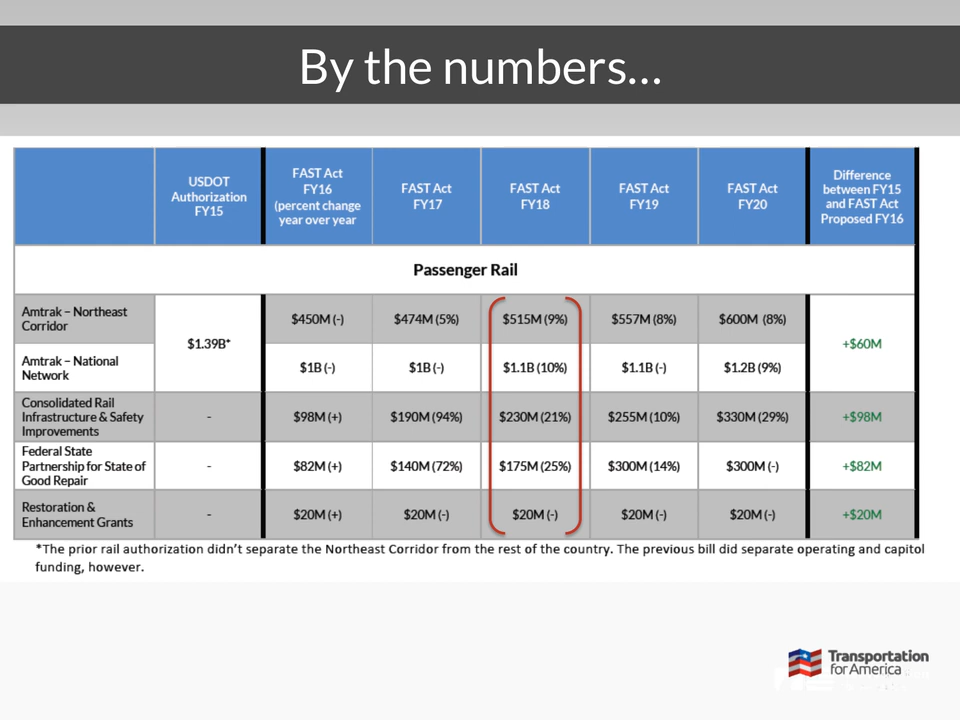 By the numbers...
USDOT
Authorization
FY15
FAST Act
FY16
(percent change
year over year
FAST Act
FY17
FAST Act
FY18
FAST Act
FY19
FAST Act
FY20
Difference
between FY15
and FAST Act
Proposed FY16
Passenger Rail
Amtrak – Northeast
Corridor
$1.39B*
$450M (-)
$474M (5%)
$515M (9%)
$557M (8%)
$600M (8%)
+$60M
Amtrak – National
Network
$1B (-)
$1B (-)
$1.1B (10%)
$1.1B (-)
$1.2B (9%)
Consolidated Rail
Infrastructure & Safety
Improvements
-
$98M (+)
$190M (94%)
$230M (21%)
$255M (10%)
$330M (29%)
+$98M
Federal State
Partnership for State of
Good Repair
-
$82M (+)
$140M (72%)
$175M (25%)
$300M (14%)
$300M (-)
+$82M
Restoration &
Enhancement Grants
-
$20M (+)
$20M (-)
$20M (-)
$20M (-)
$20M (-)
+$20M
*The prior rail authorization didn't separate the Northeast Corridor from the rest of the country. The previous bill did separate operating and capitol
funding, however.
Transportation
for America